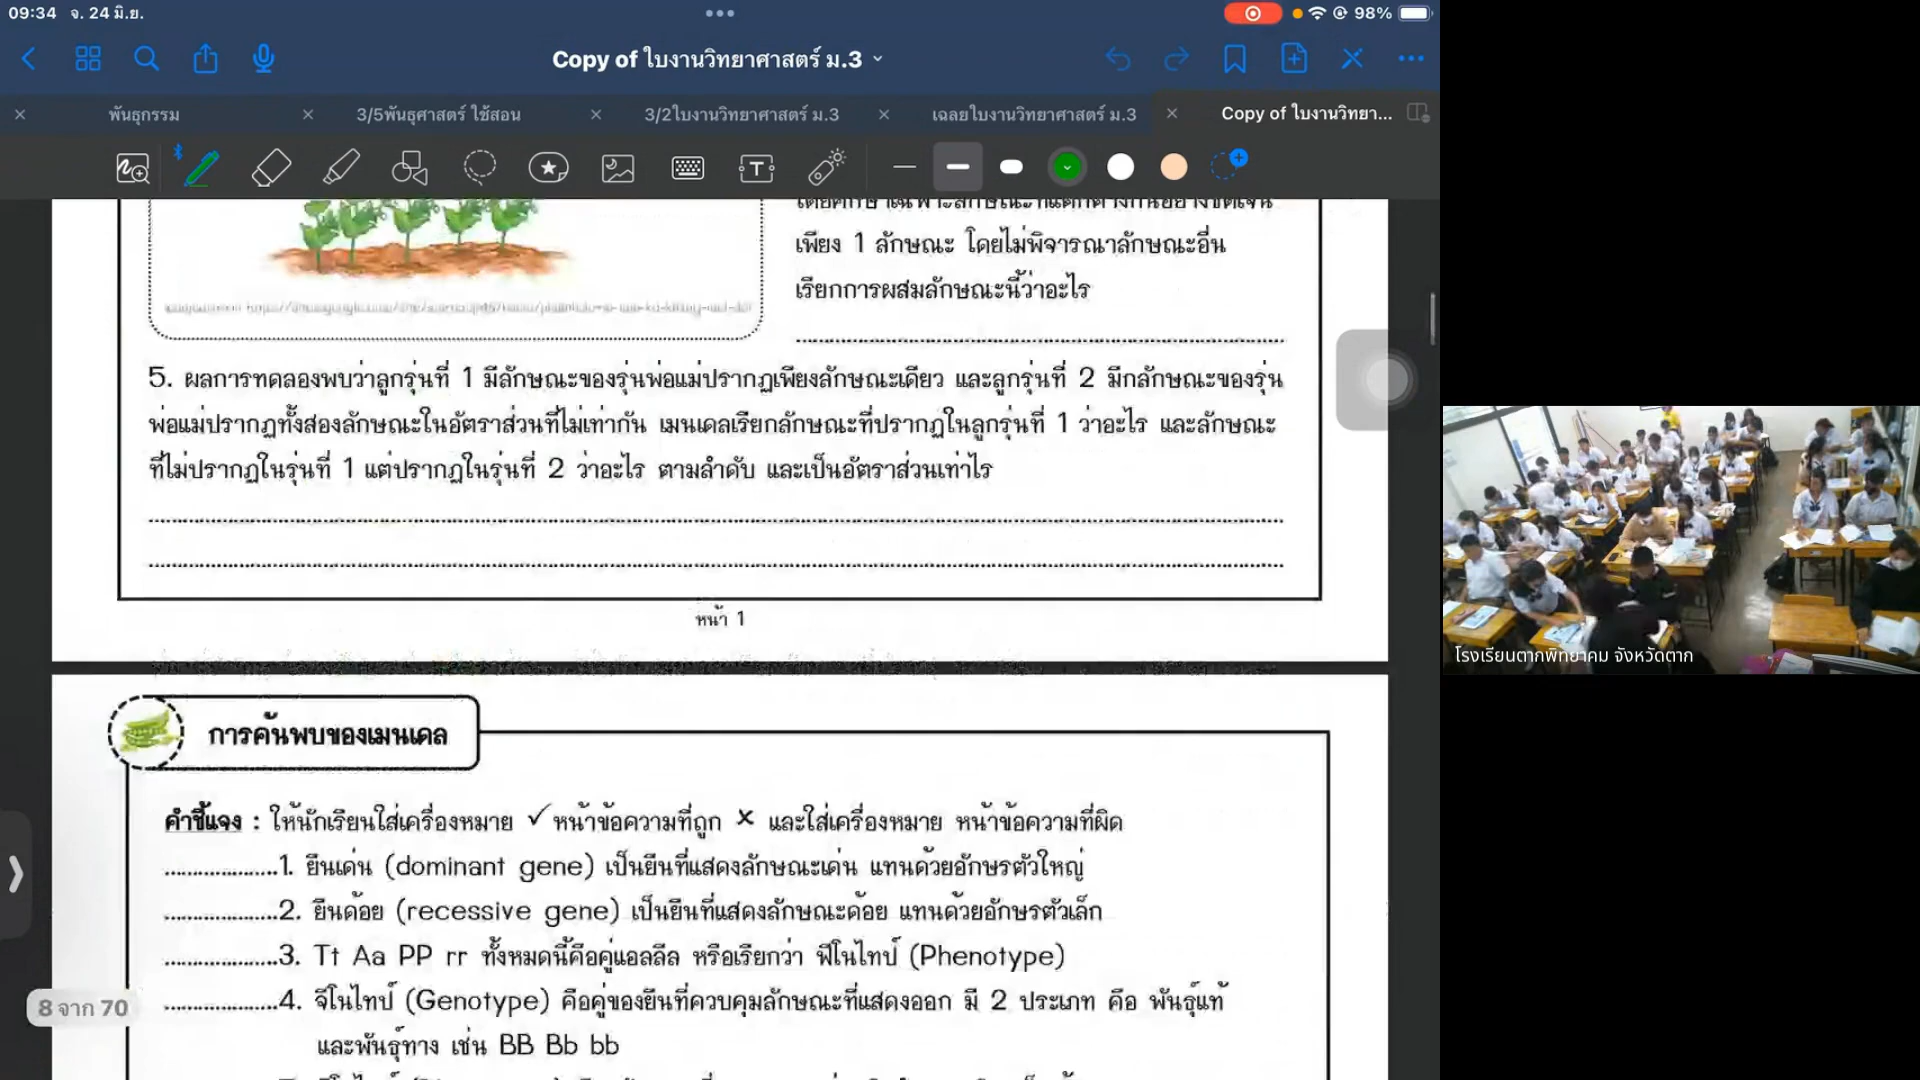 09:34 จ. 24 มิ.ย.
98%
Copy of ใบงานวิทยาศาสตร์ ม.3
พันธุกรรม
3/5พันธุศาสตร์ ใช้สอน
3/2ใบงานวิทยาศาสตร์ ม.3
เฉลยใบงานวิทยาศาสตร์ ม.3
Copy of ใบงานวิทยา...
เพียง 1 ลักษณะ โดยไม่พิจารณาลักษณะอื่น
เรียกการผสมลักษณะนี้ว่าอะไร
5. ผลการทดลองพบว่าลูกรุ่นที่ 1 มีลักษณะของรุ่นพ่อแม่ปรากฏเพียงลักษณะเดียว และลูกรุ่นที่ 2 มีกลักษณะของรุ่น
พ่อแม่ปรากฏทั้งสองลักษณะในอัตราส่วนที่ไม่เท่ากัน เมนเดลเรียกลักษณะที่ปรากฏในลูกรุ่นที่ 1 ว่าอะไร และลักษณะ
ที่ไม่ปรากฏในรุ่นที่ 1 แต่ปรากฏในรุ่นที่ 2 ว่าอะไร ตามลำดับ และเป็นอัตราส่วนเท่าไร
หน้า 1
การค้นพบของเมนเดล
คำชี้แจง : ให้นักเรียนใส่เครื่องหมาย ✓ หน้าข้อความที่ถูก × และใส่เครื่องหมาย หน้าข้อความที่ผิด
....................1. ยีนเด่น (dominant gene) เป็นยีนที่แสดงลักษณะเด่น แทนด้วยอักษรตัวใหญ่
....................2. ยีนด้อย (recessive gene) เป็นยีนที่แสดงลักษณะด้อย แทนด้วยอักษรตัวเล็ก
....................3. Tt Aa PP rr ทั้งหมดนี้คือคู่แอลลีล หรือเรียกว่า ฟีโนไทป์ (Phenotype)
....................4. จีโนไทป์ (Genotype) คือคู่ของยีนที่ควบคุมลักษณะที่แสดงออก มี 2 ประเภท คือ พันธุ์แท้
และพันธุ์ทาง เช่น BB Bb bb
8 จาก 70
โรงเรียนตากพิทยาคม จังหวัดตาก